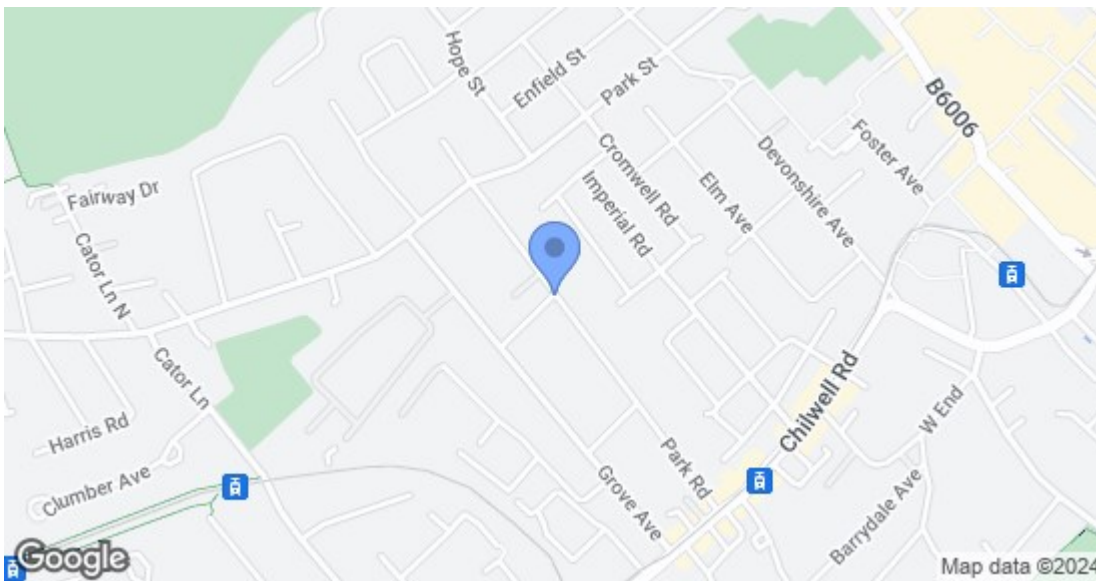 Hope St
Enfield St
Park St
B6006
Foster Ave
Fairway Dr
Cromwell Rd
Imperial Rd
Elm Ave
Devonshire Ave
Cator Ln N
Cator Ln
Harris Rd
Clumber Ave
Chilwell Rd
W End
Park Rd
Grove Ave
Barrydale Ave
Google
Map data ©2024